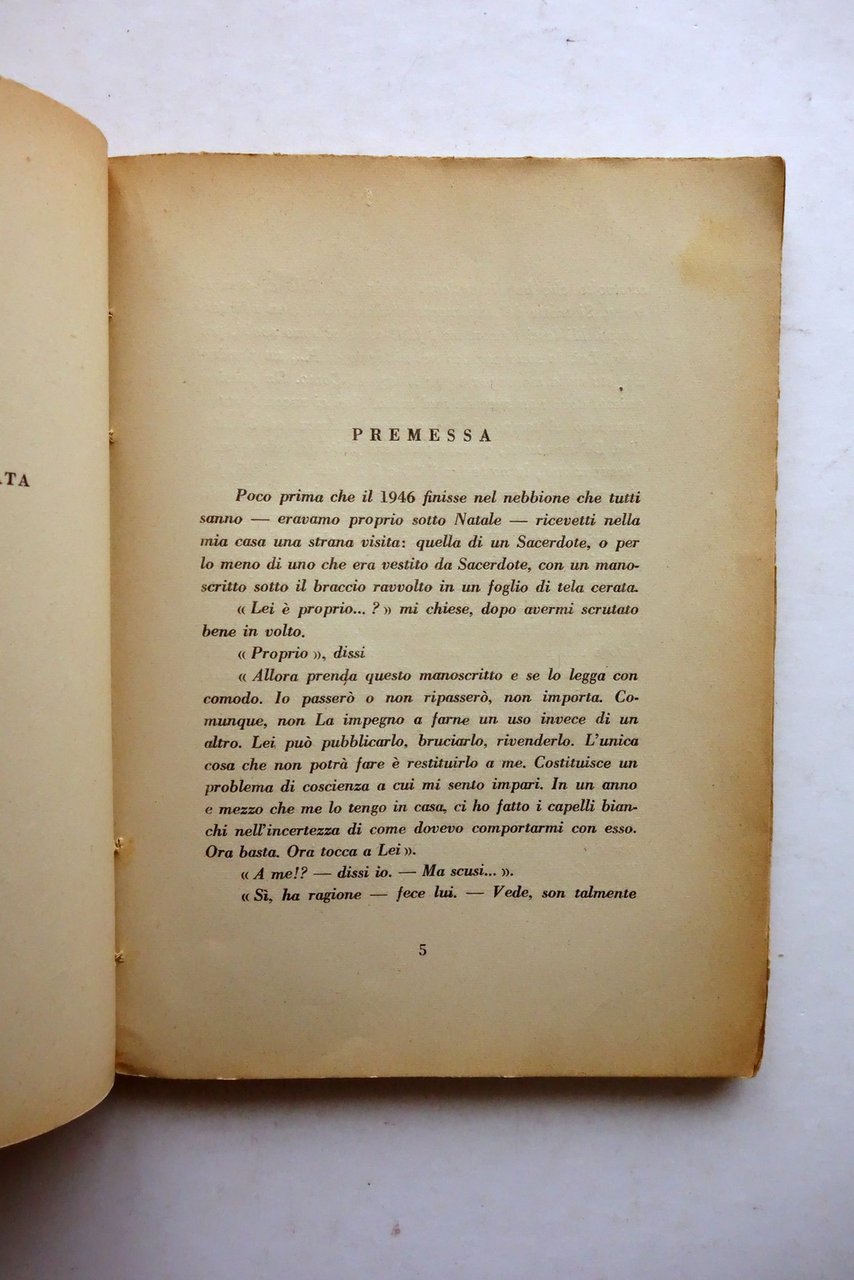 ATA
PREMESSA
Poco prima che il 1946 finisse nel nebbione che tutti
sanno — eravamo proprio sotto Natale — ricevetti nella
mia casa una strana visita: quella di un Sacerdote, o per
lo meno di uno che era vestito da Sacerdote, con un mano-
scritto sotto il braccio ravvolto in un foglio di tela cerata.
« Lei è proprio... ? » mi chiese, dopo avermi scrutato
bene in volto.
« Proprio », dissi
« Allora prenda questo manoscritto e se lo legga con
comodo. Io passerò o non ripasserò, non importa. Co-
munque, non La impegno a farne un uso invece di un
altro. Lei può pubblicarlo, bruciarlo, rivenderlo. L'unica
cosa che non potrà fare è restituirlo a me. Costituisce un
problema di coscienza a cui mi sento impari. In un anno
e mezzo che me lo tengo in casa, ci ho fatto i capelli bian-
chi nell'incertezza di come dovevo comportarmi con esso.
Ora basta. Ora tocca a Lei ».
« A me!? — dissi io. — Ma scusi... ».
« Sì, ha ragione — fece lui. — Vede, son talmente
5